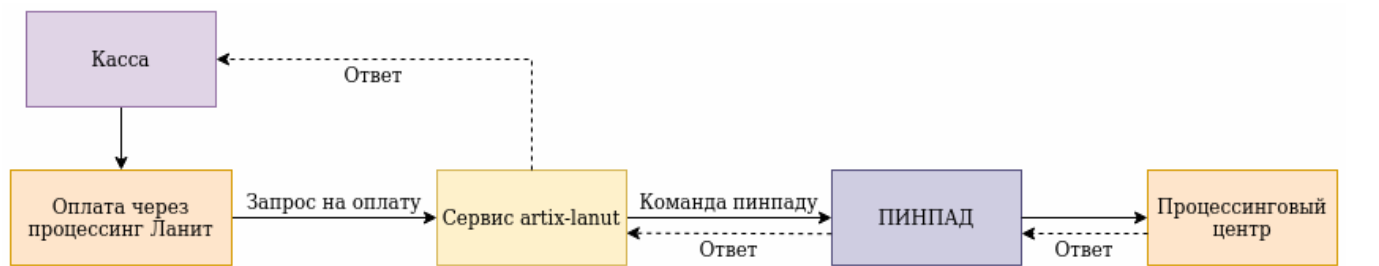 Касса
Ответ
Оплата через
процессинг Ланит
Запрос на оплату
Сервис artix-lanut
Команда пинпаду
Ответ
ПИНПАД
Ответ
Процессинговый
центр